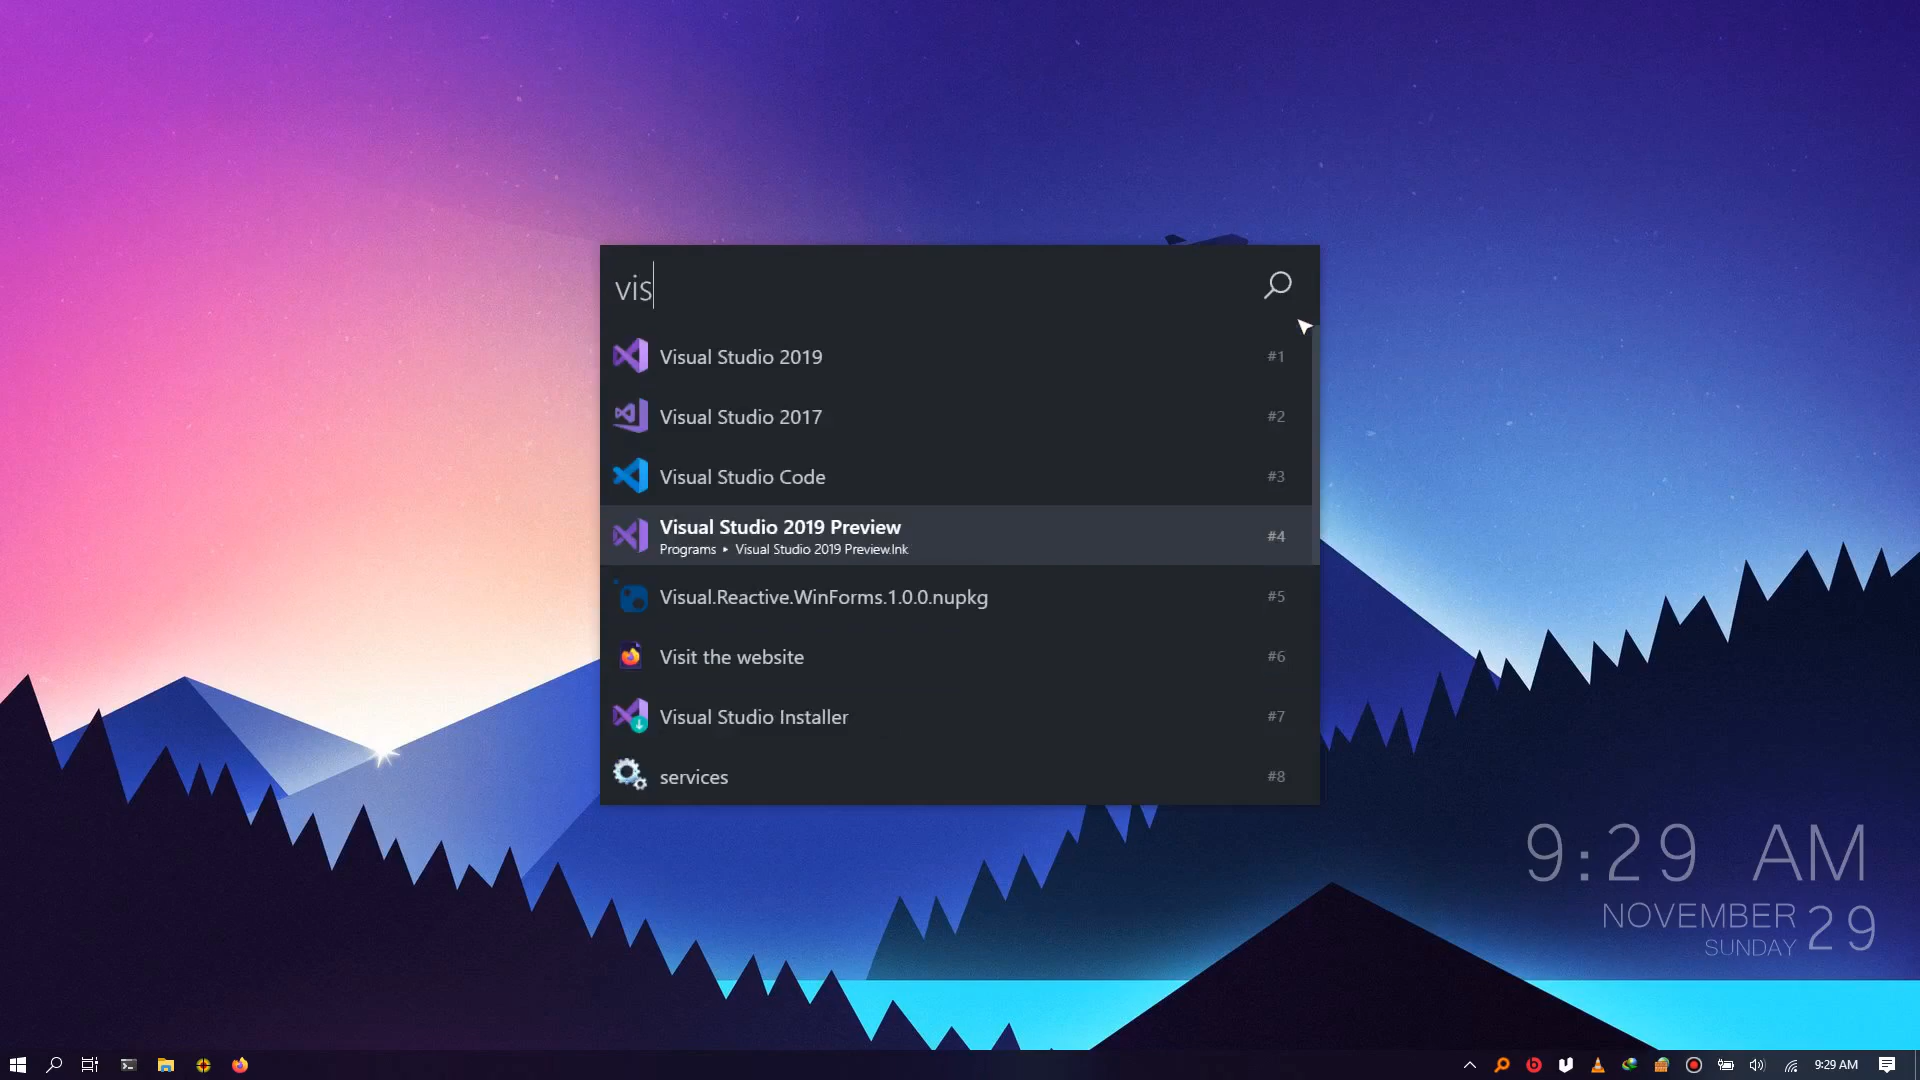 vis
Visual Studio 2019 #1
Visual Studio 2017 #2
Visual Studio Code #3
Visual Studio 2019 Preview #4
Programs ▸ Visual Studio 2019 Preview.lnk
Visual.Reactive.WinForms.1.0.0.nupkg #5
Visit the website #6
Visual Studio Installer #7
services #8
9:29 AM
NOVEMBER 29
SUNDAY
9:29 AM